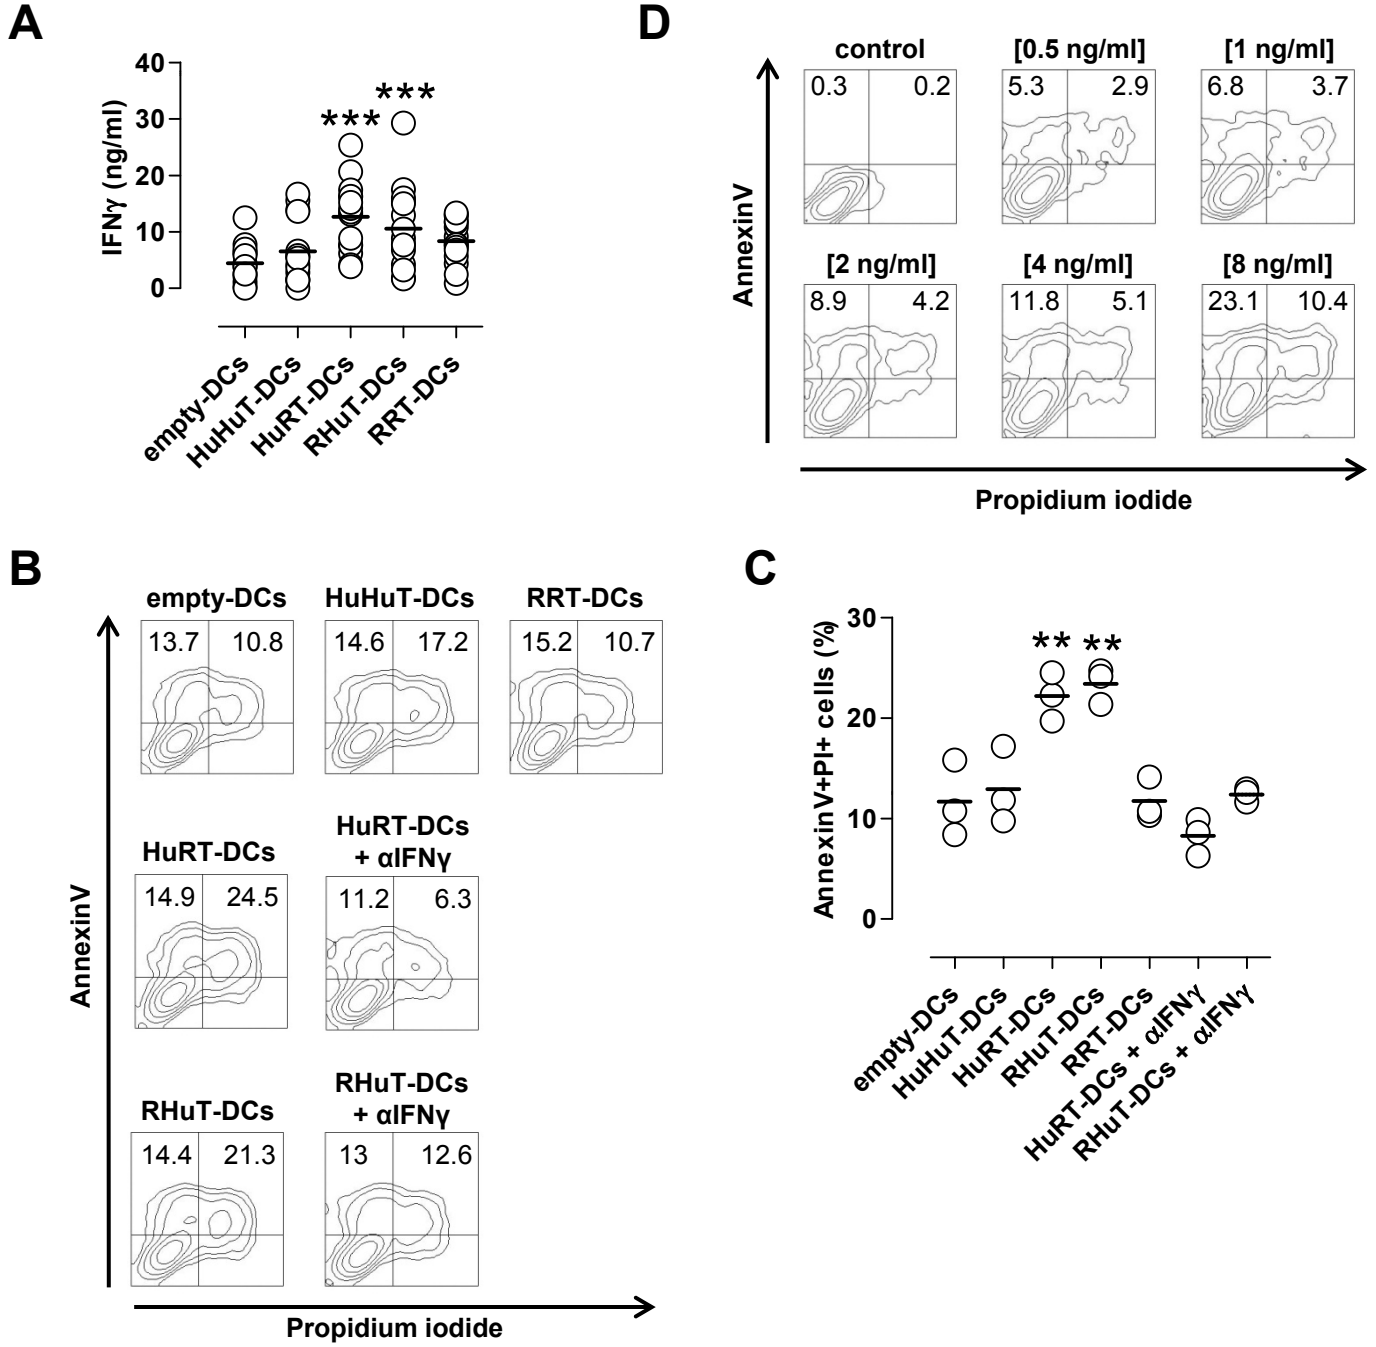 A
IFNγ (ng/ml)
40
30
20
10
0
***
***
empty-DCs
HuHuT-DCs
HuRT-DCs
RHuT-DCs
RRT-DCs
D
AnnexinV
control
[0.5 ng/ml]
[1 ng/ml]
0.3 0.2
5.3 2.9
6.8 3.7
[2 ng/ml]
[4 ng/ml]
[8 ng/ml]
8.9 4.2
11.8 5.1
23.1 10.4
Propidium iodide
B
AnnexinV
empty-DCs
HuHuT-DCs
RRT-DCs
13.7 10.8
14.6 17.2
15.2 10.7
HuRT-DCs
HuRT-DCs
+ αIFNγ
14.9 24.5
11.2 6.3
RHuT-DCs
RHuT-DCs
+ αIFNγ
14.4 21.3
13 12.6
Propidium iodide
C
AnnexinV+PI+ cells (%)
30
20
10
0
**
**
empty-DCs
HuHuT-DCs
HuRT-DCs
RHuT-DCs
RRT-DCs
HuRT-DCs + αIFNγ
RHuT-DCs + αIFNγ